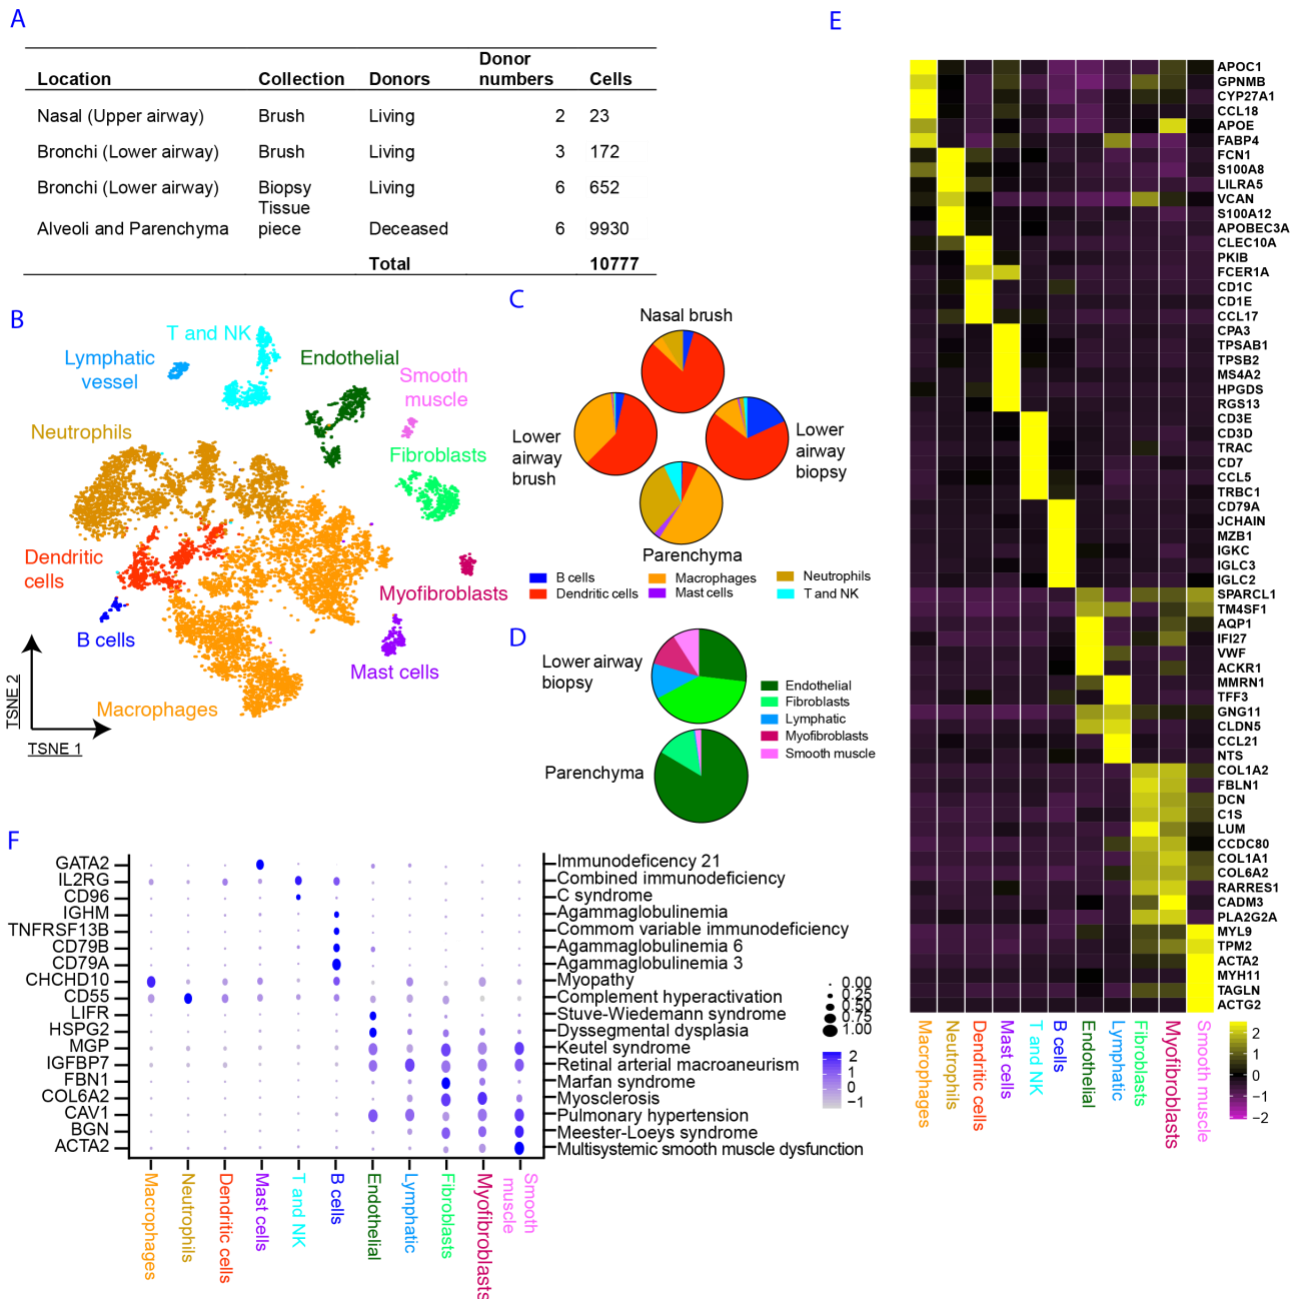 A
Location Collection Donors Donor numbers Cells
Nasal (Upper airway) Brush Living 2 23
Bronchi (Lower airway) Brush Living 3 172
Bronchi (Lower airway) Biopsy Living 6 652
Alveoli and Parenchyma Tissue piece Deceased 6 9930
Total 10777
B
T and NK
Lymphatic
vessel
Endothelial
Smooth
muscle
Neutrophils
Fibroblasts
Dendritic
cells
Myofibroblasts
B cells
Mast cells
Macrophages
TSNE 2
TSNE 1
C
Nasal brush
Lower
airway
brush
Lower
airway
biopsy
Parenchyma
B cells
Macrophages
Neutrophils
Dendritic cells
Mast cells
T and NK
D
Lower airway
biopsy
Parenchyma
Endothelial
Fibroblasts
Lymphatic
Myofibroblasts
Smooth muscle
E
APOC1
GPNMB
CYP27A1
CCL18
APOE
FABP4
FCN1
S100A8
LILRA5
VCAN
S100A12
APOBEC3A
CLEC10A
PKIB
FCER1A
CD1C
CD1E
CCL17
CPA3
TPSAB1
TPSB2
MS4A2
HPGDS
RGS13
CD3E
CD3D
TRAC
CD7
CCL5
TRBC1
CD79A
JCHAIN
MZB1
IGKC
IGLC3
IGLC2
SPARCL1
TM4SF1
AQP1
IFI27
VWF
ACKR1
MMRN1
TFF3
GNG11
CLDN5
CCL21
NTS
COL1A2
FBLN1
DCN
C1S
LUM
CCDC80
COL1A1
COL6A2
RARRES1
CADM3
PLA2G2A
MYL9
TPM2
ACTA2
MYH11
TAGLN
ACTG2
Macrophages
Neutrophils
Dendritic cells
Mast cells
T and NK
B cells
Endothelial
Lymphatic
Fibroblasts
Myofibroblasts
Smooth muscle
2
1
0
−1
−2
F
GATA2 Immunodeficency 21
IL2RG Combined immunodeficiency
CD96 C syndrome
IGHM Agammaglobulinemia
TNFRSF13B Commom variable immunodeficiency
CD79B Agammaglobulinemia 6
CD79A Agammaglobulinemia 3
CHCHD10 Myopathy
CD55 Complement hyperactivation
LIFR Stuve-Wiedemann syndrome
HSPG2 Dyssegmental dysplasia
MGP Keutel syndrome
IGFBP7 Retinal arterial macroaneurism
FBN1 Marfan syndrome
COL6A2 Myosclerosis
CAV1 Pulmonary hypertension
BGN Meester-Loeys syndrome
ACTA2 Multisystemic smooth muscle dysfunction
0.00
0.25
0.50
0.75
1.00
2
1
0
−1
Macrophages
Neutrophils
Dendritic cells
Mast cells
T and NK
B cells
Endothelial
Lymphatic
Fibroblasts
Myofibroblasts
Smooth
muscle